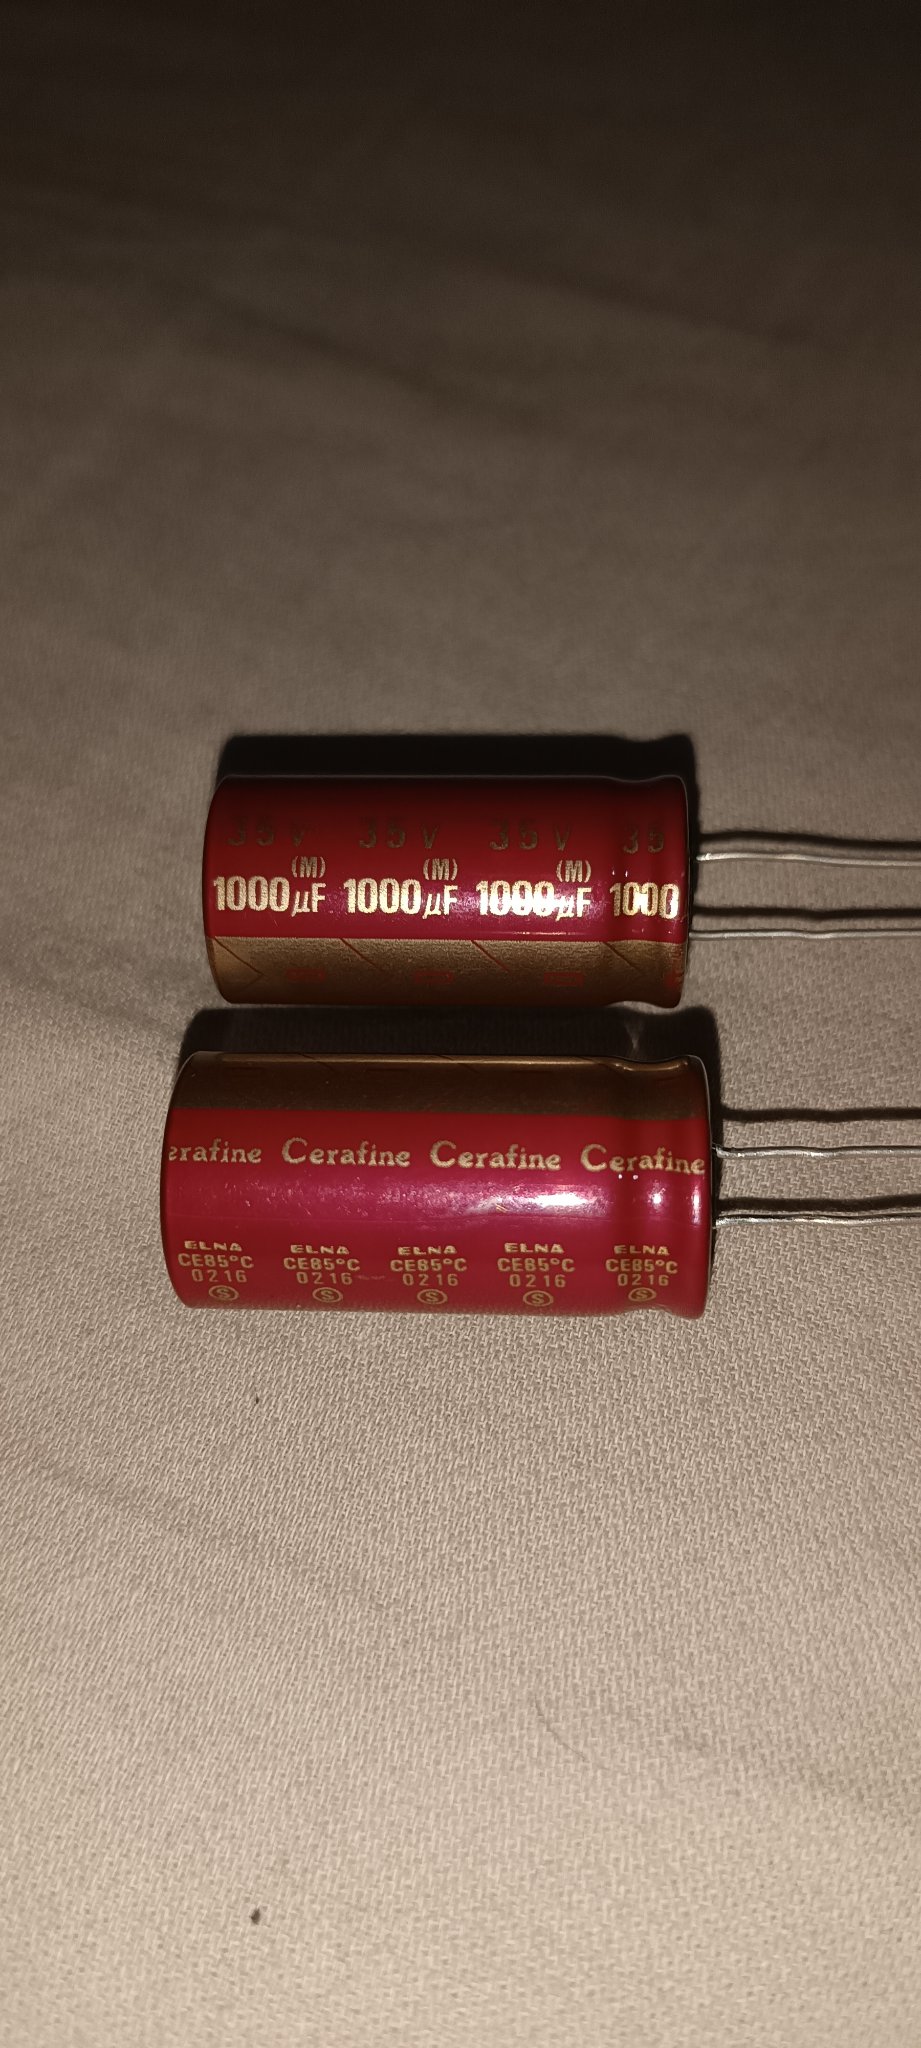 35V 35V 35V 35
(M) (M) (M)
1000µF 1000µF 1000µF 1000
erafine Cerafine Cerafine Cerafine
ELNA ELNA ELNA ELNA ELNA
CE85°C CE85°C CE85°C CE85°C CE85°C
0216 0216 0216 0216 0216
Ⓢ Ⓢ Ⓢ Ⓢ Ⓢ